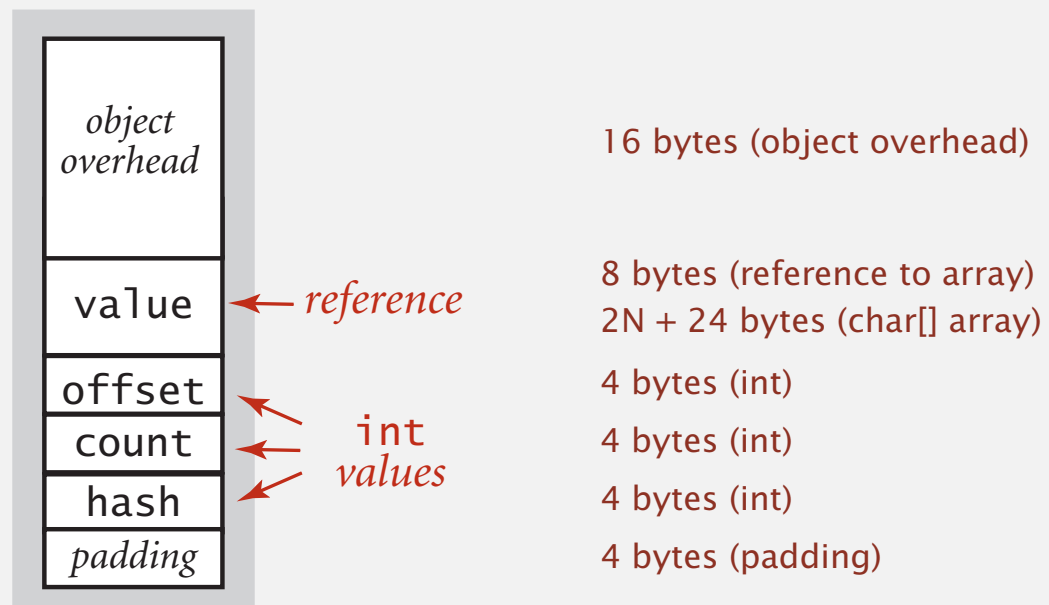 object
overhead
16 bytes (object overhead)
value
reference
8 bytes (reference to array)
2N + 24 bytes (char[] array)
offset
4 bytes (int)
int
values
count
4 bytes (int)
hash
4 bytes (int)
padding
4 bytes (padding)